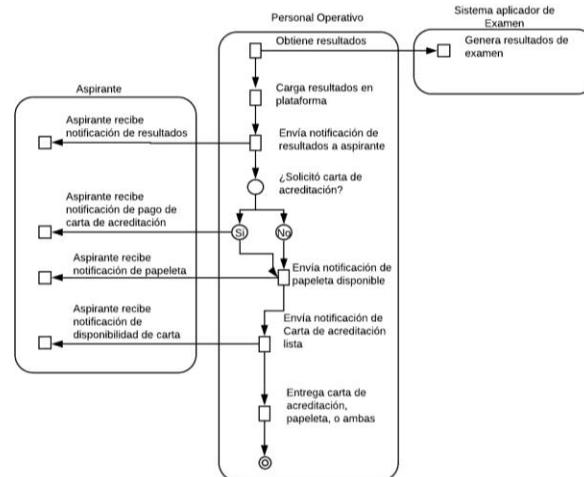 Personal Operativo
Sistema aplicador de
Examen
Obtiene resultados
Genera resultados de
examen
Aspirante
Carga resultados en
plataforma
Aspirante recibe
notificación de resultados
Envía notificación de
resultados a aspirante
¿Solicitó carta de
acreditación?
Aspirante recibe
notificación de pago de
carta de acreditación
Si
No
Aspirante recibe
notificación de papeleta
Envía notificación de
papeleta disponible
Aspirante recibe
notificación de
disponibilidad de carta
Envía notificación de
Carta de acreditación
lista
Entrega carta de
acreditación,
papeleta, o ambas